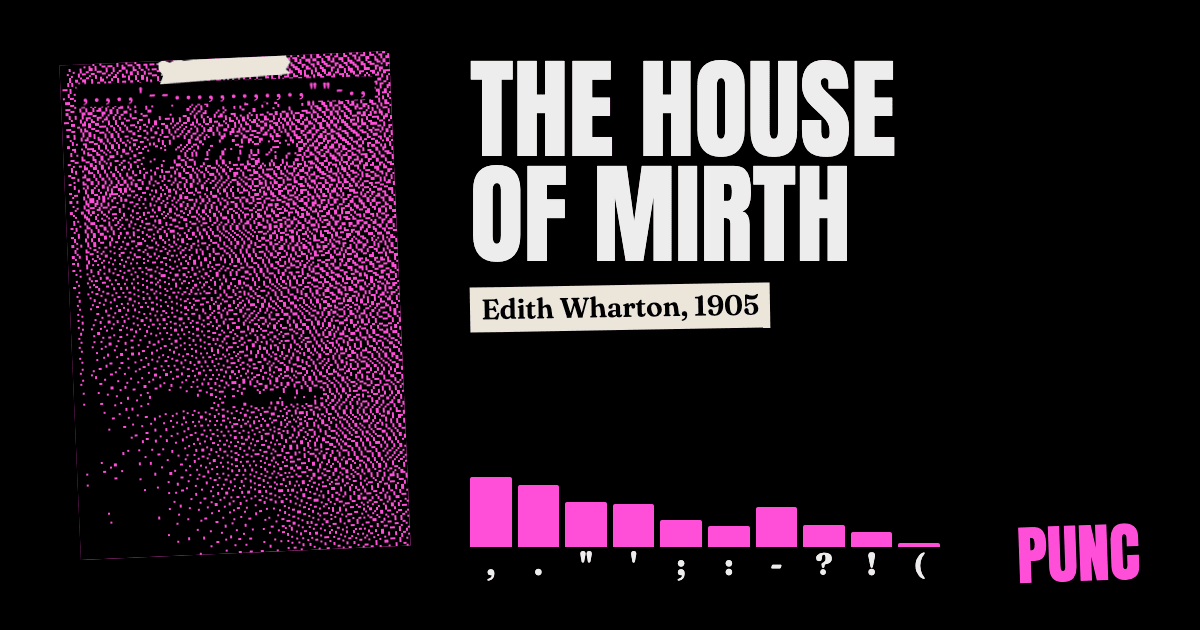 THE HOUSE
OF MIRTH
Edith Wharton, 1905
, . " ' ; : - ? ! (
PUNC